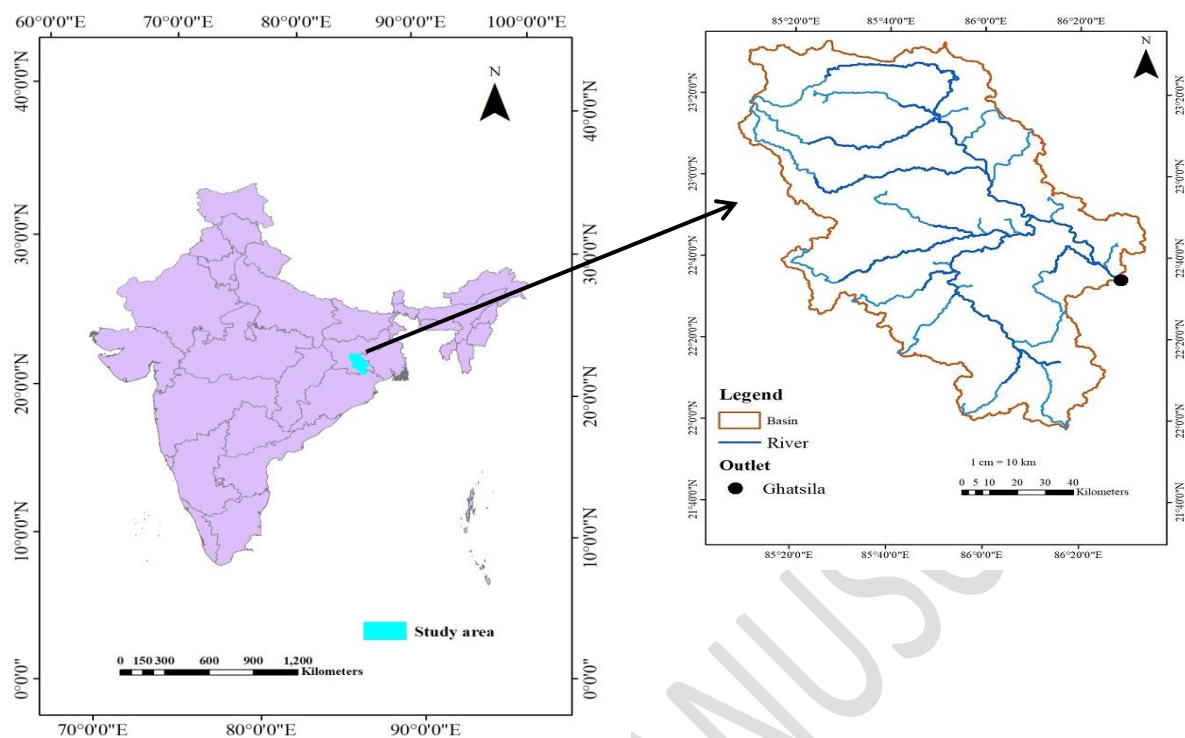 60°0'0"E 70°0'0"E 80°0'0"E 90°0'0"E 100°0'0"E
40°0'0"N
30°0'0"N
20°0'0"N
10°0'0"N
0°0'0"
N
40°0'0"N
30°0'0"N
20°0'0"N
10°0'0"N
0°0'0"
Study area
0 150 300 600 900 1,200
Kilometers
70°0'0"E 80°0'0"E 90°0'0"E
85°20'0"E 85°40'0"E 86°0'0"E 86°20'0"E
N
23°20'0"N
23°0'0"N
22°40'0"N
22°20'0"N
22°0'0"N
21°40'0"N
23°20'0"N
23°0'0"N
22°40'0"N
22°20'0"N
22°0'0"N
21°40'0"N
Legend
Basin
River
Outlet
Ghatsila
1 cm = 10 km
0 5 10 20 30 40
Kilometers
85°20'0"E 85°40'0"E 86°0'0"E 86°20'0"E